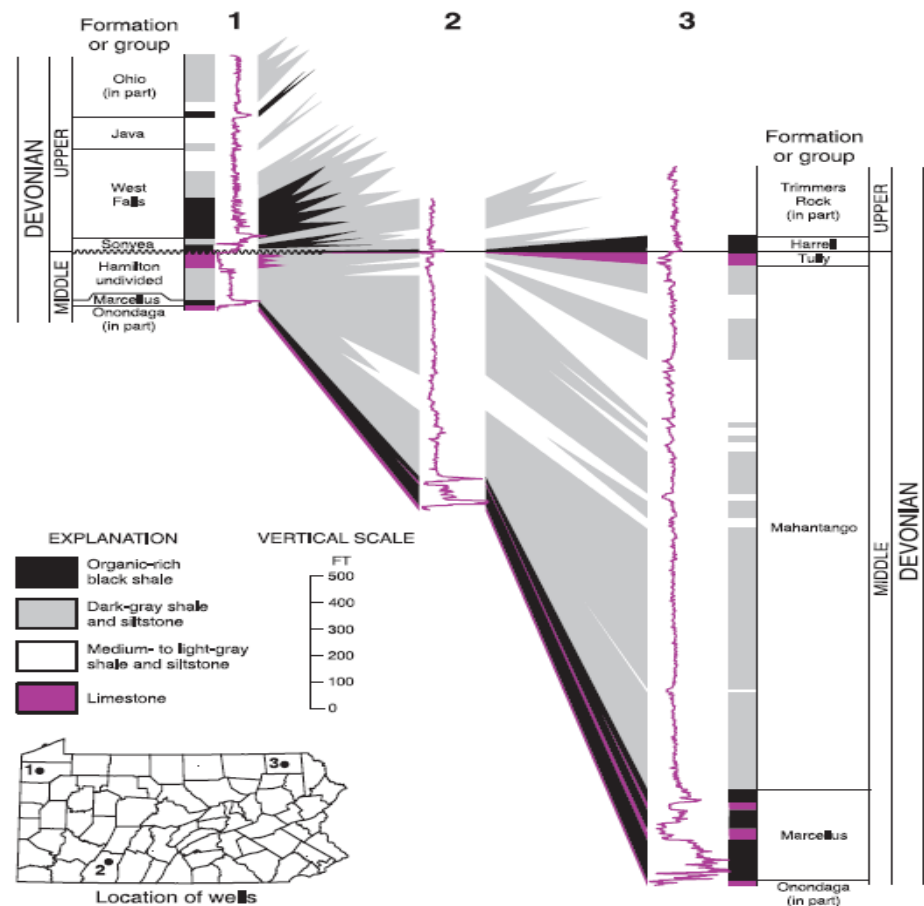 1
2
3
Formation
or group
Ohio
(in part)
Java
West
Falls
Sonyea
Hamilton
undivided
Marcellus
Onondaga
(in part)
DEVONIAN
UPPER
MIDDLE
Formation
or group
Trimmers
Rock
(in part)
Harrell
Tully
Mahantango
Marcellus
Onondaga
(in part)
UPPER
MIDDLE
DEVONIAN
EXPLANATION
Organic-rich
black shale
Dark-gray shale
and siltstone
Medium- to light-gray
shale and siltstone
Limestone
VERTICAL SCALE
FT
500
400
300
200
100
0
1
2
3
Location of wells